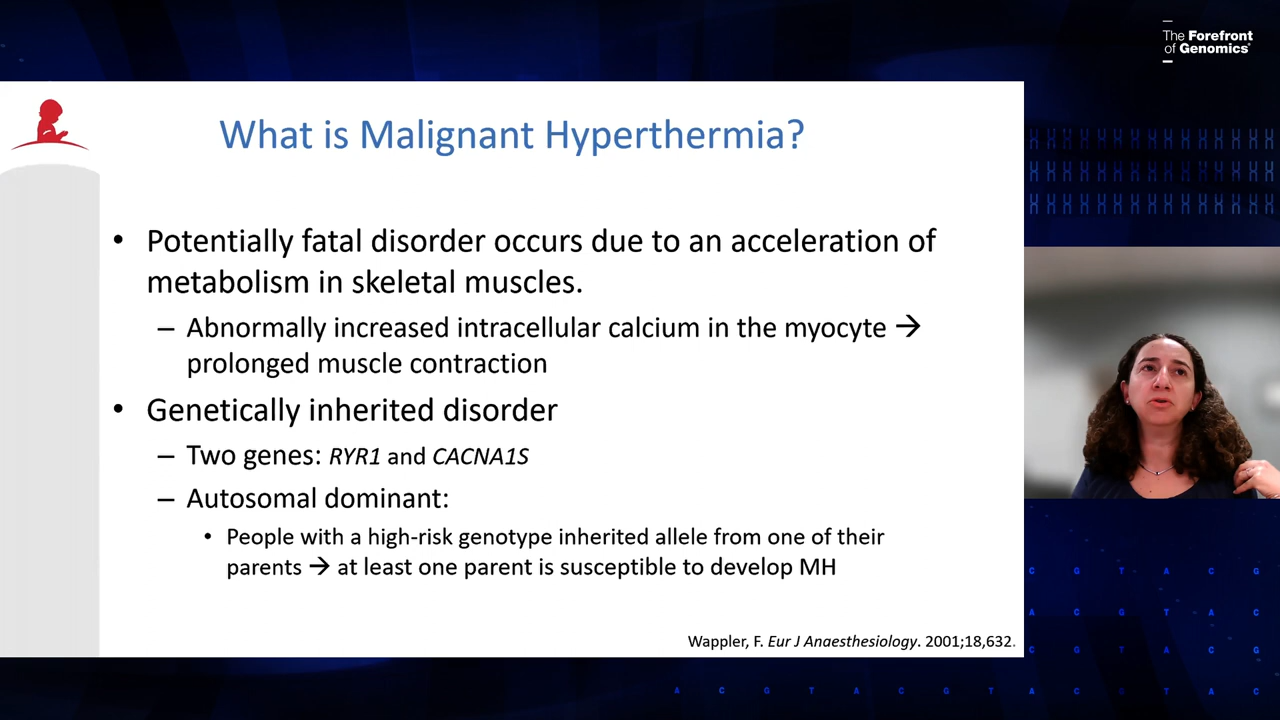 The Forefront
of Genomics®
What is Malignant Hyperthermia?
• Potentially fatal disorder occurs due to an acceleration of
metabolism in skeletal muscles.
– Abnormally increased intracellular calcium in the myocyte →
prolonged muscle contraction
• Genetically inherited disorder
– Two genes: RYR1 and CACNA1S
– Autosomal dominant:
• People with a high-risk genotype inherited allele from one of their
parents → at least one parent is susceptible to develop MH
Wappler, F. Eur J Anaesthesiology. 2001;18,632.
C G T A C G
A C G T A C
C G T A C G
A C G T A C G T A C G T A C